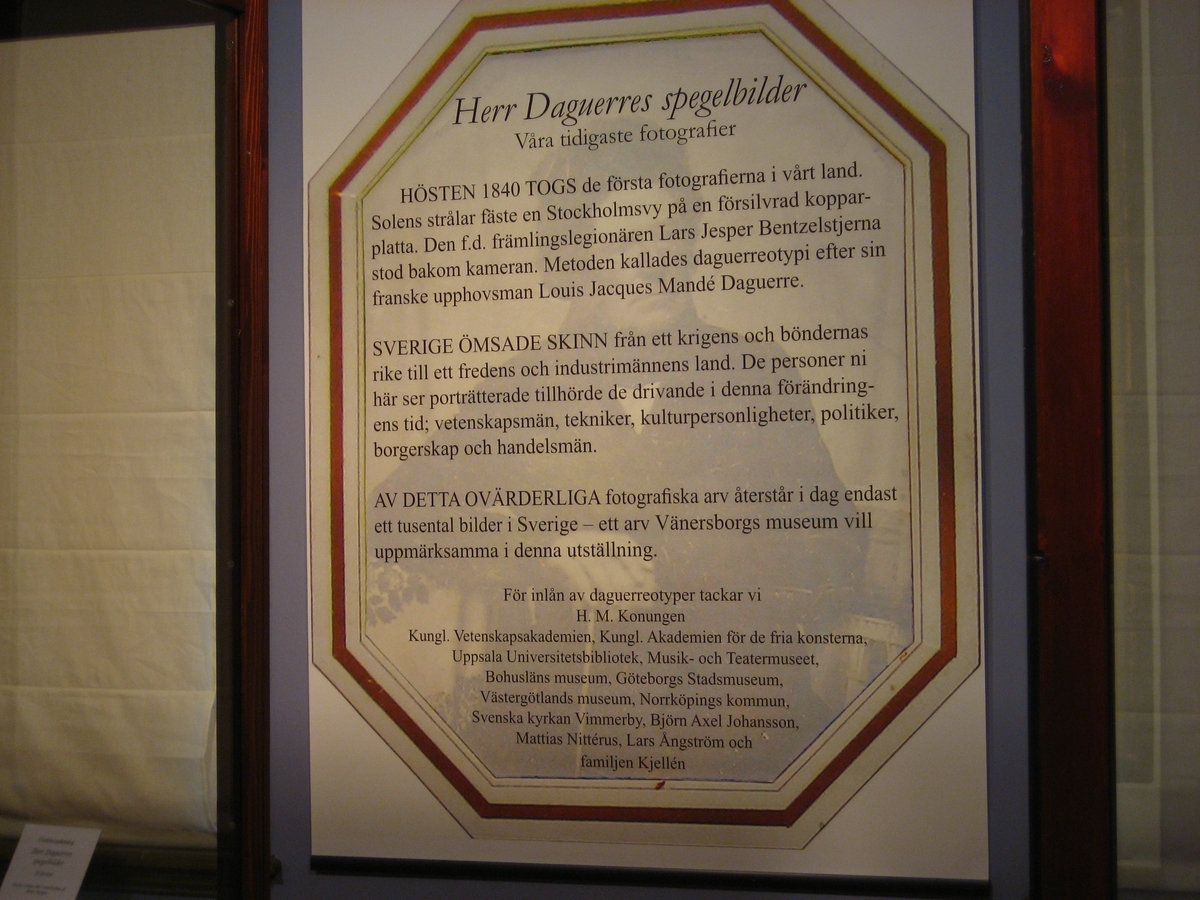 Herr Daguerres spegelbilder
Våra tidigaste fotografier
HÖSTEN 1840 TOGS de första fotografierna i vårt land.
Solens strålar fäste en Stockholmsvy på en försilvrad koppar-
platta. Den f.d. främlingslegionären Lars Jesper Bentzelstjerna
stod bakom kameran. Metoden kallades daguerreotypi efter sin
franske upphovsman Louis Jacques Mandé Daguerre.
SVERIGE ÖMSADE SKINN från ett krigens och böndernas
rike till ett fredens och industrimännens land. De personer ni
här ser porträtterade tillhörde de drivande i denna förändring-
ens tid; vetenskapsmän, tekniker, kulturpersonligheter, politiker,
borgerskap och handelsmän.
AV DETTA OVÄRDERLIGA fotografiska arv återstår i dag endast
ett tusental bilder i Sverige – ett arv Vänersborgs museum vill
uppmärksamma i denna utställning.
För inlån av daguerreotyper tackar vi
H. M. Konungen
Kungl. Vetenskapsakademien, Kungl. Akademien för de fria konsterna,
Uppsala Universitetsbibliotek, Musik- och Teatermuseet,
Bohusläns museum, Göteborgs Stadsmuseum,
Västergötlands museum, Norrköpings kommun,
Svenska kyrkan Vimmerby, Björn Axel Johansson,
Mattias Nittérus, Lars Ångström och
familjen Kjellén
Herr Daguerres
spegelbilder